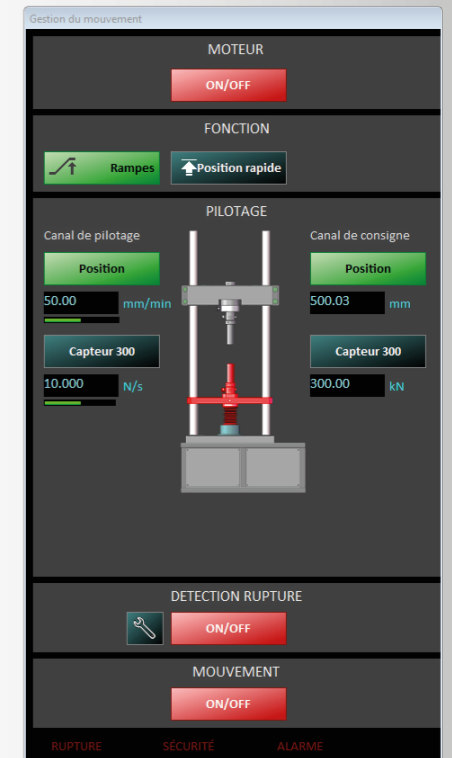 Gestion du mouvement
MOTEUR
ON/OFF
FONCTION
Rampes
Position rapide
PILOTAGE
Canal de pilotage
Canal de consigne
Position
Position
50.00 mm/min
500.03 mm
Capteur 300
Capteur 300
10.000 N/s
300.00 kN
DETECTION RUPTURE
ON/OFF
MOUVEMENT
ON/OFF
RUPTURE SÉCURITÉ ALARME